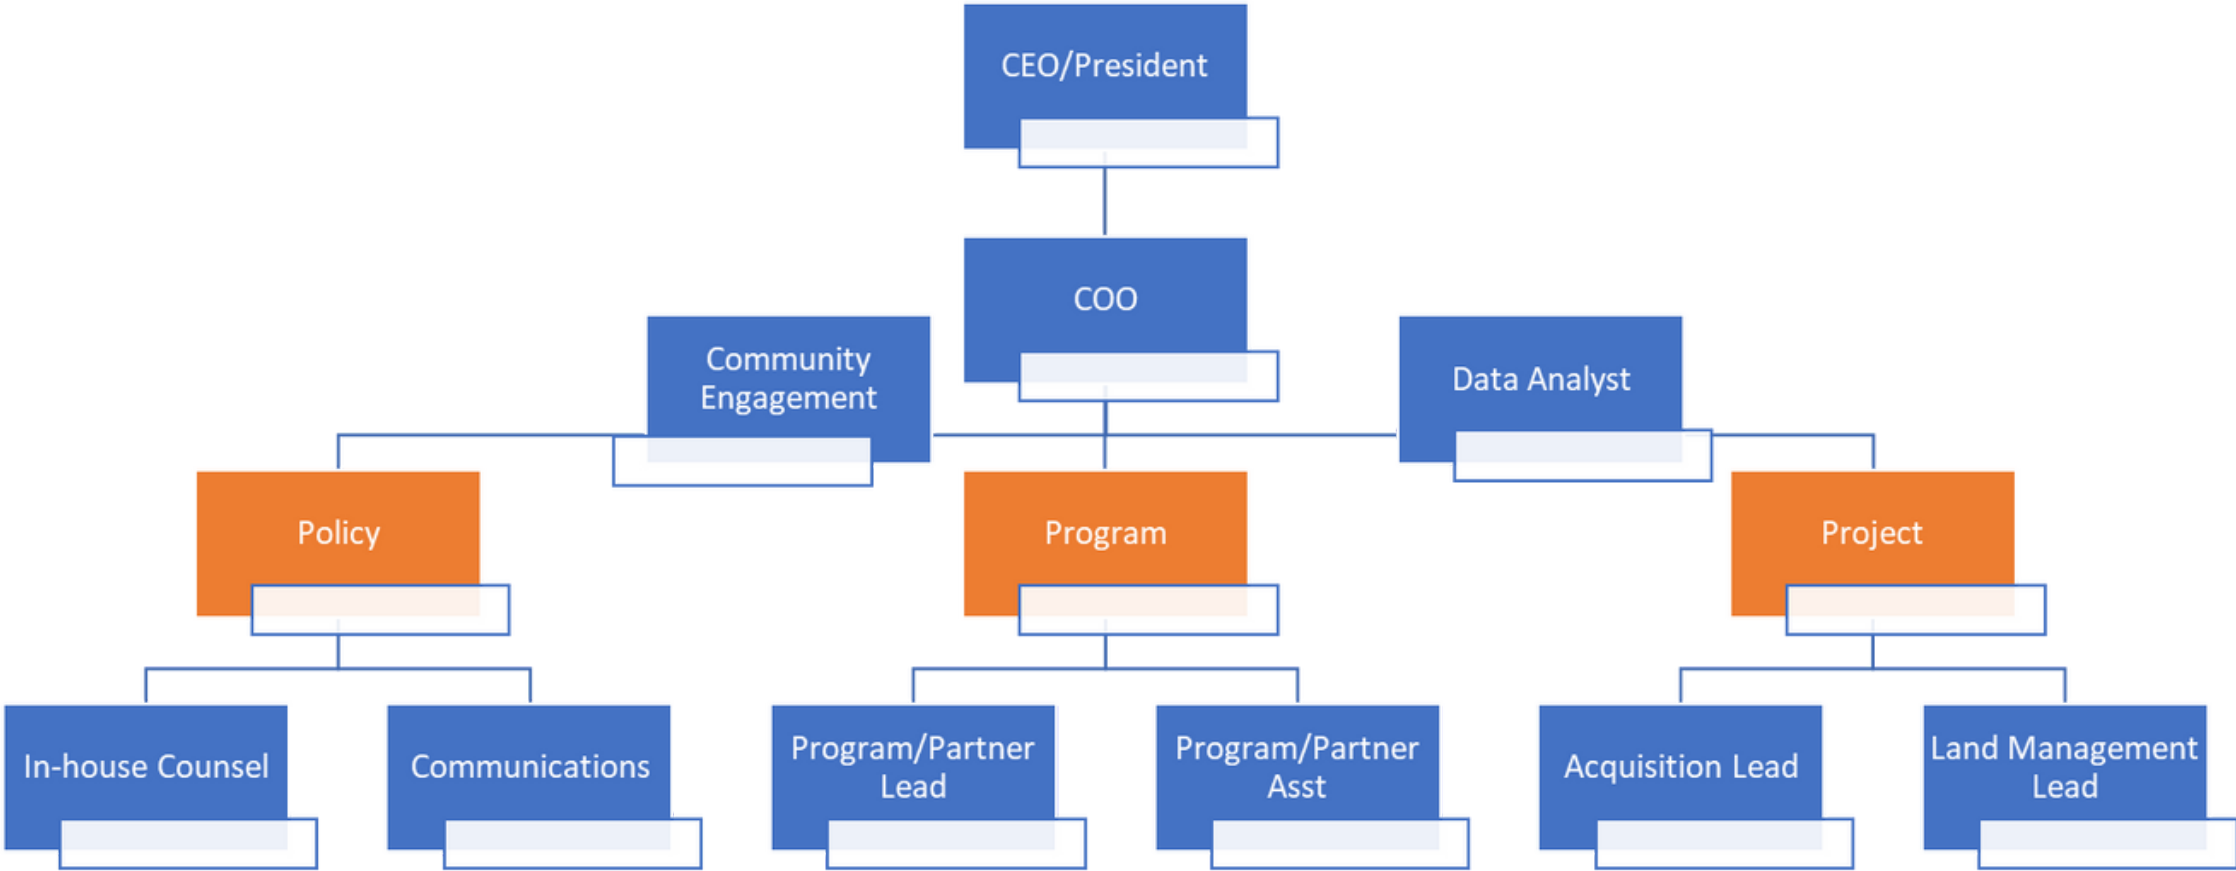 CEO/President
COO
Community
Engagement
Data Analyst
Policy
Program
Project
In-house Counsel
Communications
Program/Partner
Lead
Program/Partner
Asst
Acquisition Lead
Land Management
Lead